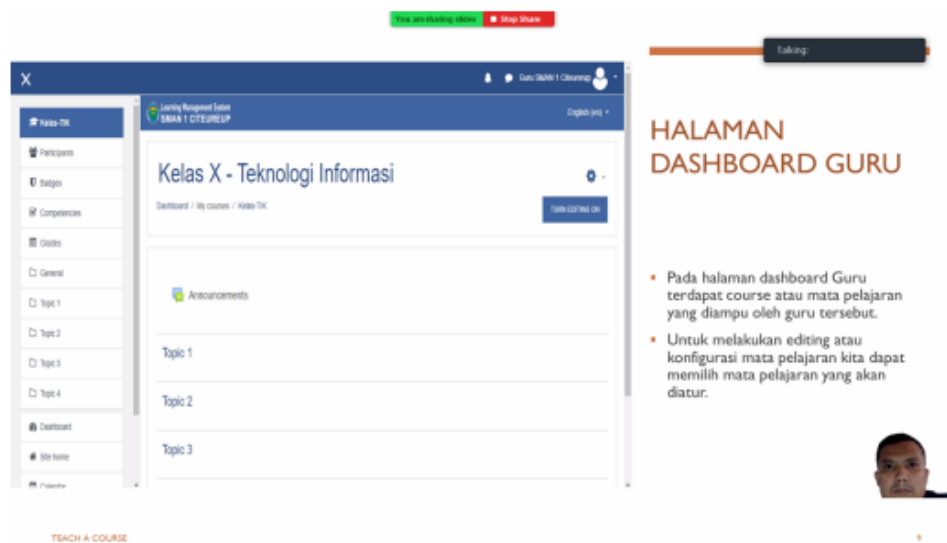 You are sharing slides Stop Share
Talking:
X
Guru SMAN 1 Citeureup
Kelas-TIK
Participants
Badges
Competencies
Grades
General
Topic 1
Topic 2
Topic 3
Topic 4
Dashboard
Site home
Calendar
Learning Management System
SMAN 1 CITEUREUP
English (en)
Kelas X - Teknologi Informasi
Dashboard / My courses / Kelas-TIK
TURN EDITING ON
Announcements
Topic 1
Topic 2
Topic 3
HALAMAN
DASHBOARD GURU
Pada halaman dashboard Guru
terdapat course atau mata pelajaran
yang diampu oleh guru tersebut.
Untuk melakukan editing atau
konfigurasi mata pelajaran kita dapat
memilih mata pelajaran yang akan
diatur.
TEACH A COURSE
9